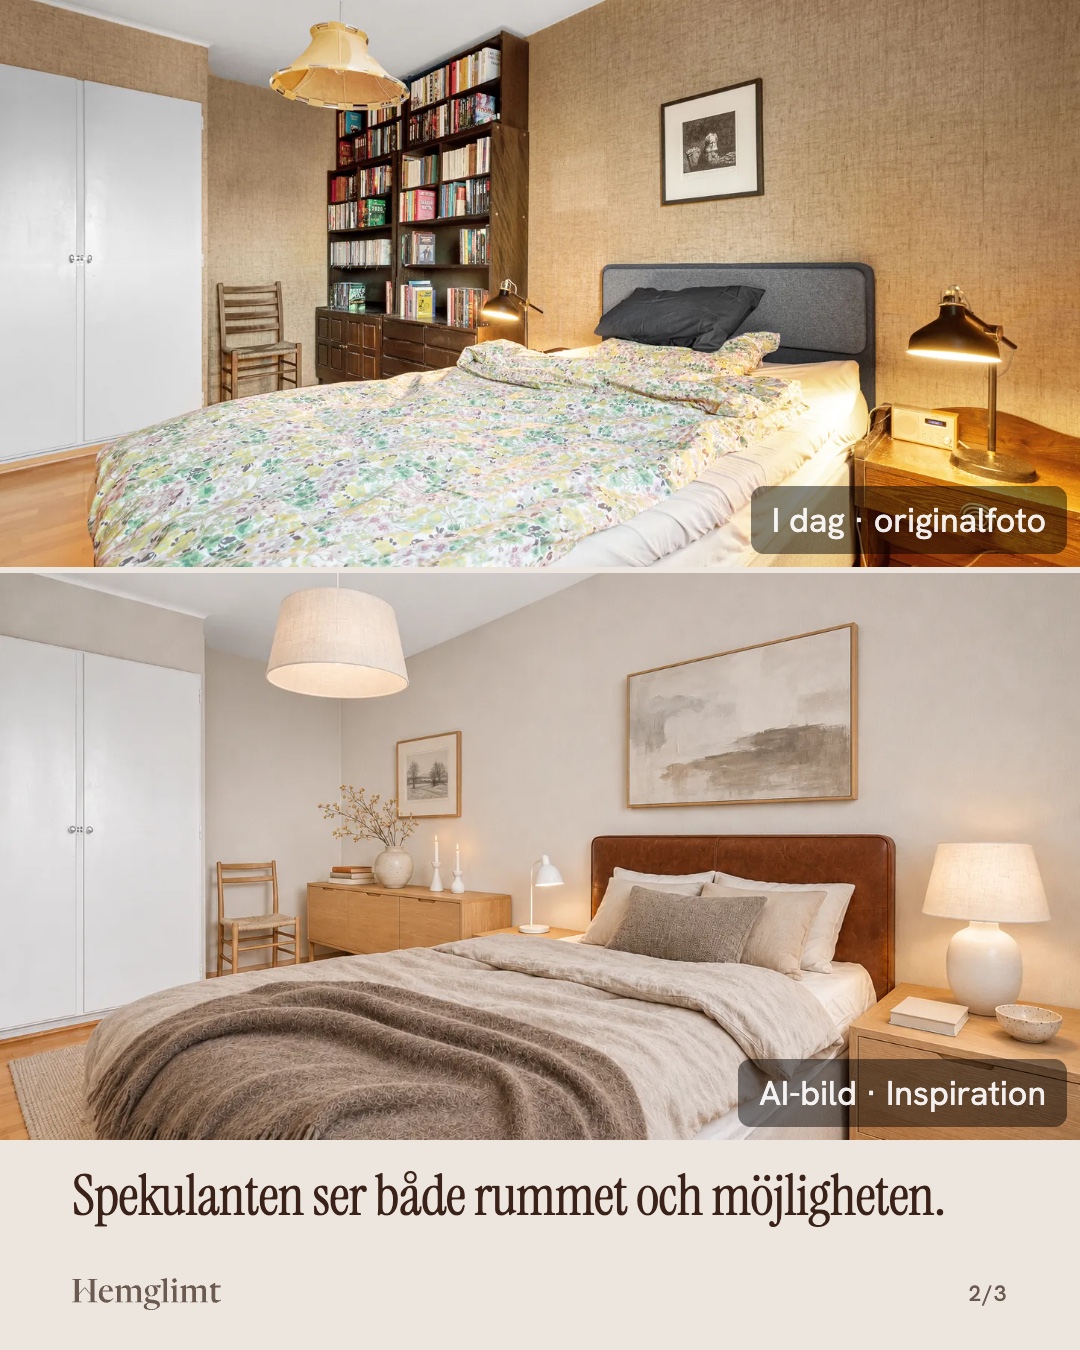 I dag · originalfoto
AI-bild · Inspiration
Spekulanten ser både rummet och möjligheten.
Hemglimt
2/3